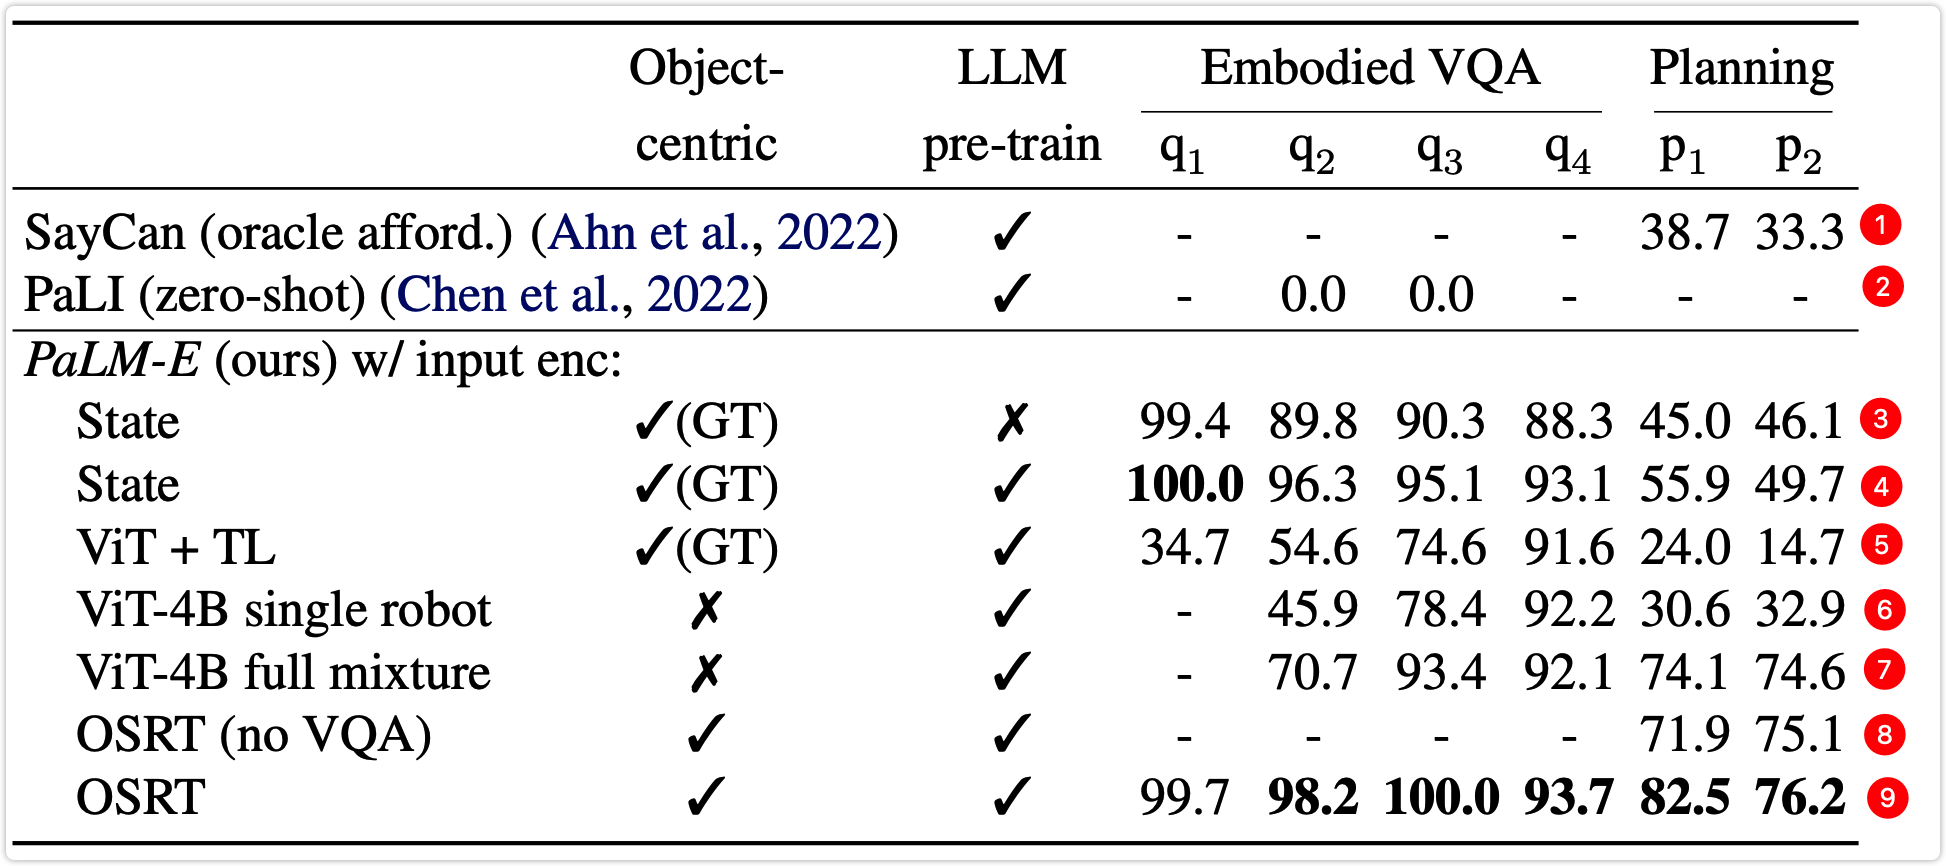 Object- LLM Embodied VQA Planning
centric pre-train q1 q2 q3 q4 p1 p2
SayCan (oracle afford.) (Ahn et al., 2022) ✓ - - - - 38.7 33.3 1
PaLI (zero-shot) (Chen et al., 2022) ✓ - 0.0 0.0 - - - 2
PaLM-E (ours) w/ input enc:
State ✓(GT) ✗ 99.4 89.8 90.3 88.3 45.0 46.1 3
State ✓(GT) ✓ 100.0 96.3 95.1 93.1 55.9 49.7 4
ViT + TL ✓(GT) ✓ 34.7 54.6 74.6 91.6 24.0 14.7 5
ViT-4B single robot ✗ ✓ - 45.9 78.4 92.2 30.6 32.9 6
ViT-4B full mixture ✗ ✓ - 70.7 93.4 92.1 74.1 74.6 7
OSRT (no VQA) ✓ ✓ - - - - 71.9 75.1 8
OSRT ✓ ✓ 99.7 98.2 100.0 93.7 82.5 76.2 9